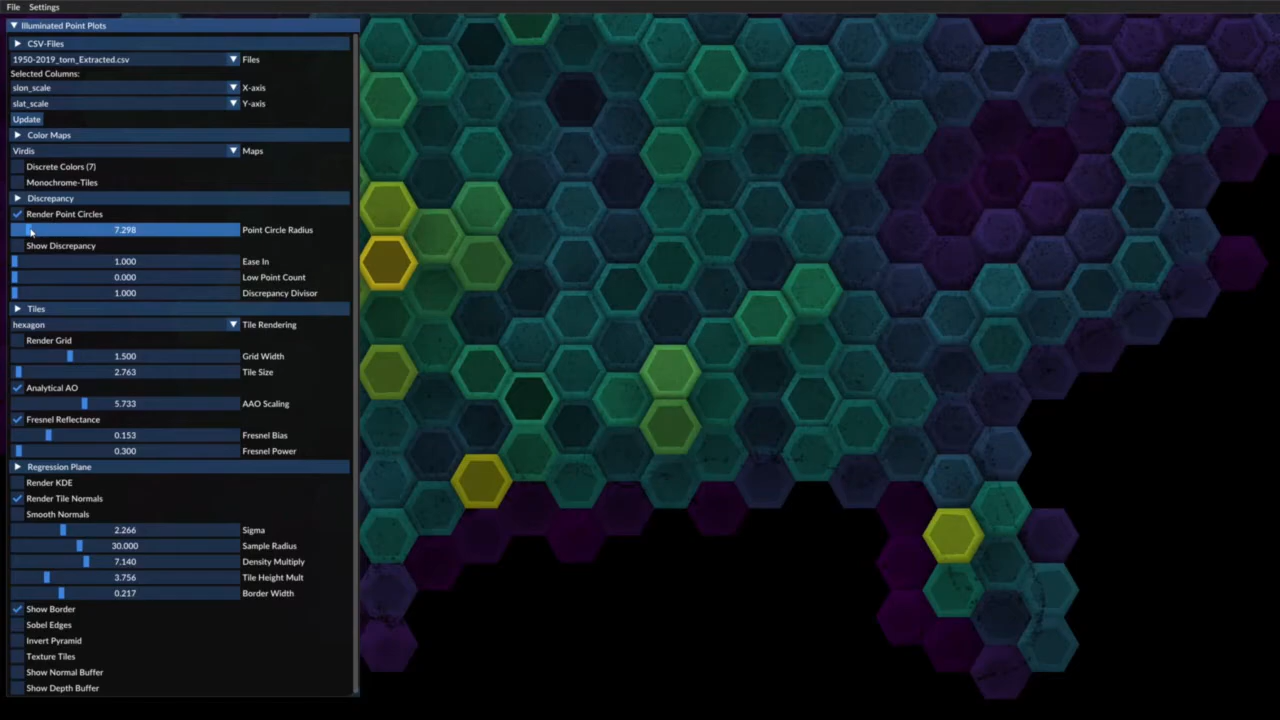 File Settings
Illuminated Point Plots
CSV-Files
1950-2019_torn_Extracted.csv Files
Selected Columns:
slon_scale X-axis
slat_scale Y-axis
Update
Color Maps
Virdis Maps
Discrete Colors (7)
Monochrome-Tiles
Discrepancy
Render Point Circles
7.298 Point Circle Radius
Show Discrepancy
1.000 Ease In
0.000 Low Point Count
1.000 Discrepancy Divisor
Tiles
hexagon Tile Rendering
Render Grid
1.500 Grid Width
2.763 Tile Size
Analytical AO
5.733 AAO Scaling
Fresnel Reflectance
0.153 Fresnel Bias
0.300 Fresnel Power
Regression Plane
Render KDE
Render Tile Normals
Smooth Normals
2.266 Sigma
30.000 Sample Radius
7.140 Density Multiply
3.756 Tile Height Mult
0.217 Border Width
Show Border
Sobel Edges
Invert Pyramid
Texture Tiles
Show Normal Buffer
Show Depth Buffer